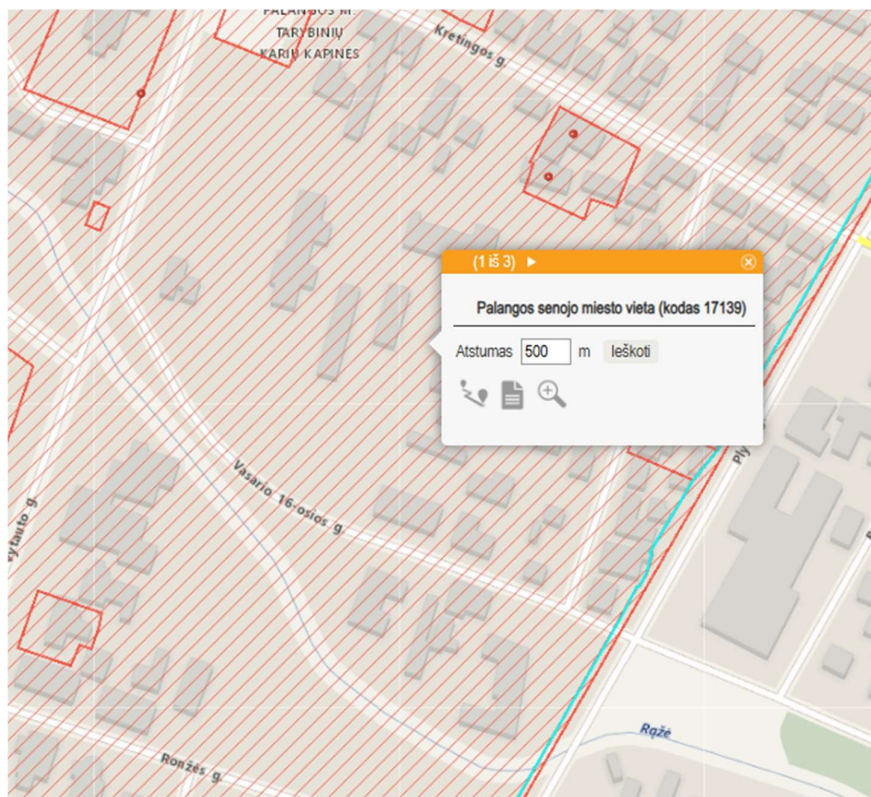 PALANGOS M.
TARYBINIŲ
KARIŲ KAPINĖS
Kretingos g.
(1 iš 3)
Palangos senojo miesto vieta (kodas 17139)
Atstumas 500 m Ieškoti
Vasario 16-osios g.
Rąžė
Ronžės g.